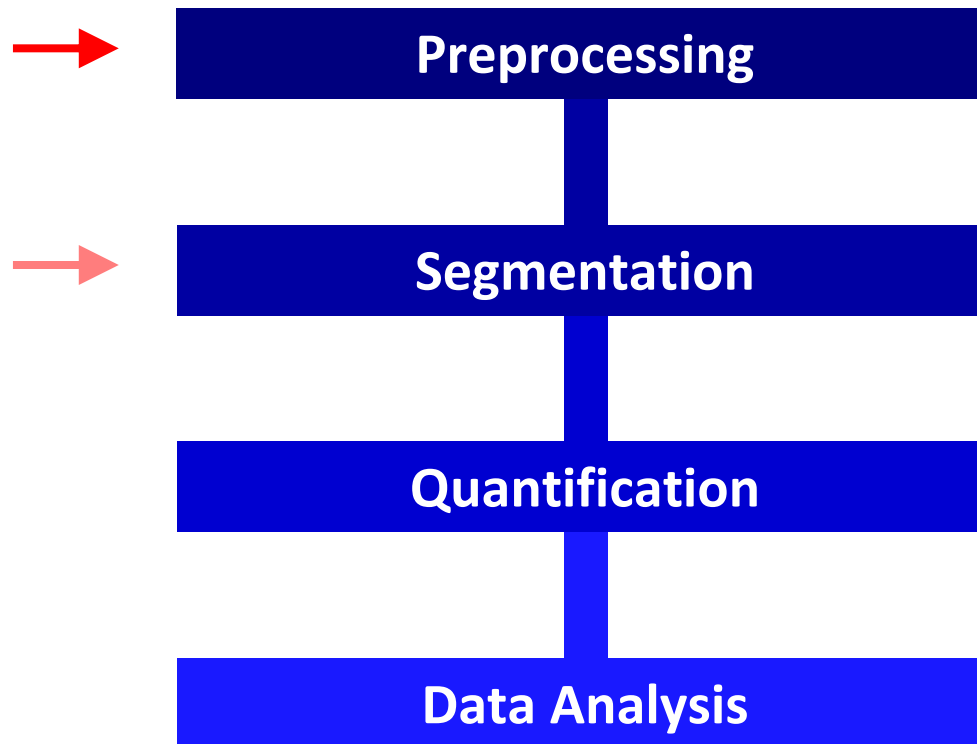 Preprocessing
Segmentation
Quantification
Data Analysis